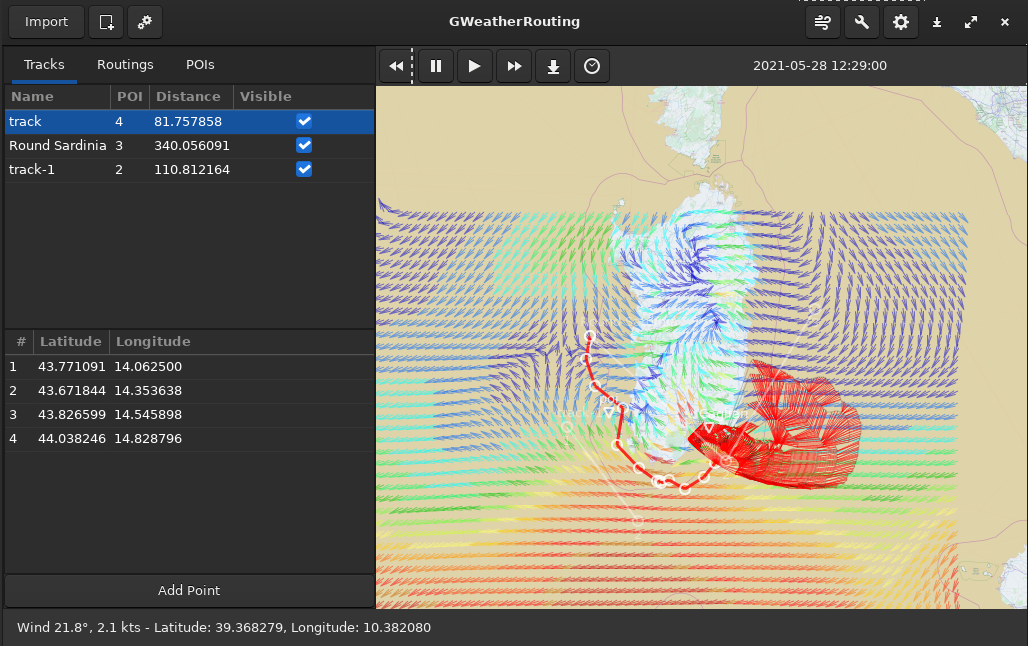 Import GWeatherRouting
Tracks Routings POIs 2021-05-28 12:29:00
Name POI Distance Visible
track 4 81.757858
Round Sardinia 3 340.056091
track-1 2 110.812164
# Latitude Longitude
1 43.771091 14.062500
2 43.671844 14.353638
3 43.826599 14.545898
4 44.038246 14.828796
Add Point
Wind 21.8°, 2.1 kts - Latitude: 39.368279, Longitude: 10.382080